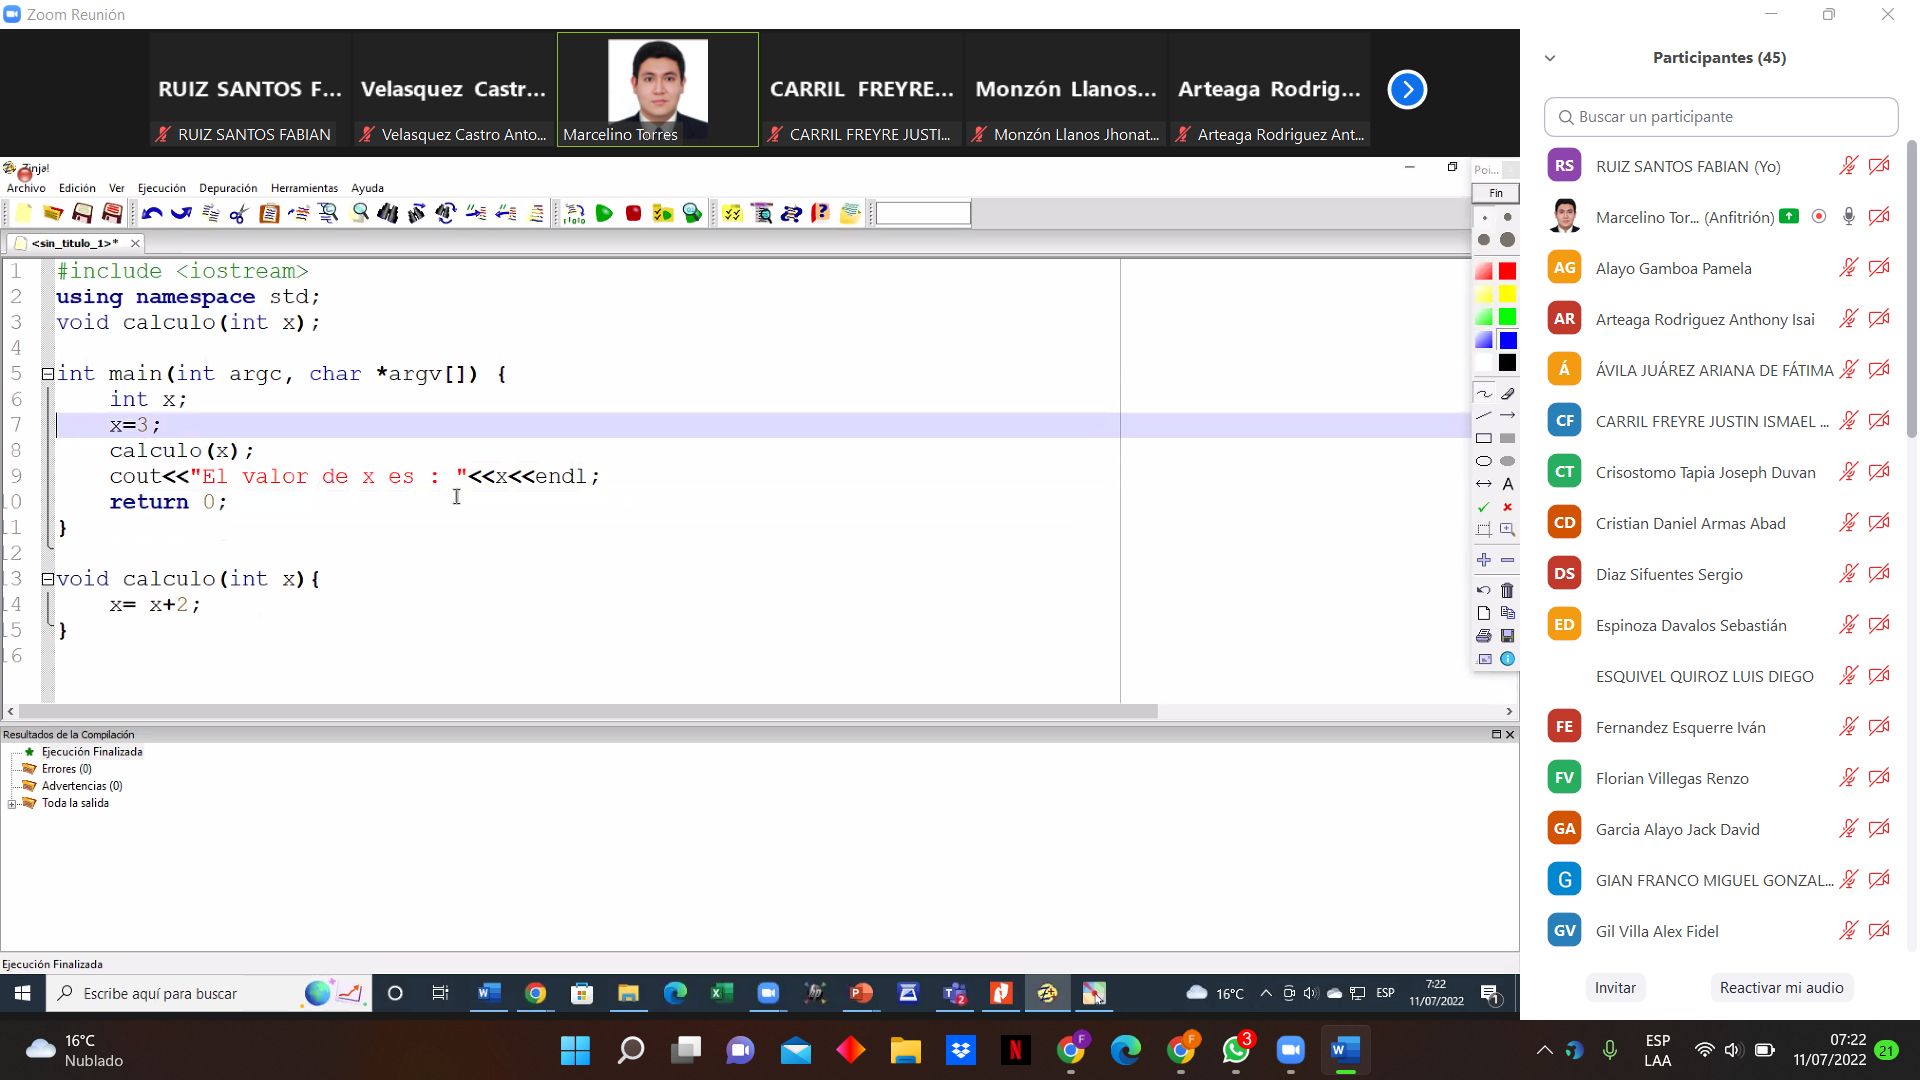 Zoom Reunión
RUIZ SANTOS F...
Velasquez Castr...
CARRIL FREYRE...
Monzón Llanos...
Arteaga Rodrig...
RUIZ SANTOS FABIAN
Velasquez Castro Anto...
Marcelino Torres
CARRIL FREYRE JUSTI...
Monzón Llanos Jhonat...
Arteaga Rodriguez Ant...
ZinjaI
Archivo Edición Ver Ejecución Depuración Herramientas Ayuda
<sin_titulo_1>*
1 #include <iostream>
2 using namespace std;
3 void calculo(int x);
4
5 int main(int argc, char *argv[]) {
6 int x;
7 x=3;
8 calculo(x);
9 cout<<"El valor de x es : "<<x<<endl;
10 return 0;
11 }
12
13 void calculo(int x){
14 x= x+2;
15 }
16
Poi...
Fin
A
Resultados de la Compilación
Ejecución Finalizada
Errores (0)
Advertencias (0)
Toda la salida
Ejecución Finalizada
Escribe aquí para buscar
16°C
ESP
7:22
11/07/2022
1
Participantes (45)
Buscar un participante
RS RUIZ SANTOS FABIAN (Yo)
Marcelino Tor... (Anfitrión)
AG Alayo Gamboa Pamela
AR Arteaga Rodriguez Anthony Isai
Á ÁVILA JUÁREZ ARIANA DE FÁTIMA
CF CARRIL FREYRE JUSTIN ISMAEL ...
CT Crisostomo Tapia Joseph Duvan
CD Cristian Daniel Armas Abad
DS Diaz Sifuentes Sergio
ED Espinoza Davalos Sebastián
ESQUIVEL QUIROZ LUIS DIEGO
FE Fernandez Esquerre Iván
FV Florian Villegas Renzo
GA Garcia Alayo Jack David
G GIAN FRANCO MIGUEL GONZAL...
GV Gil Villa Alex Fidel
Invitar
Reactivar mi audio
16°C
Nublado
3
ESP
LAA
07:22
11/07/2022
21